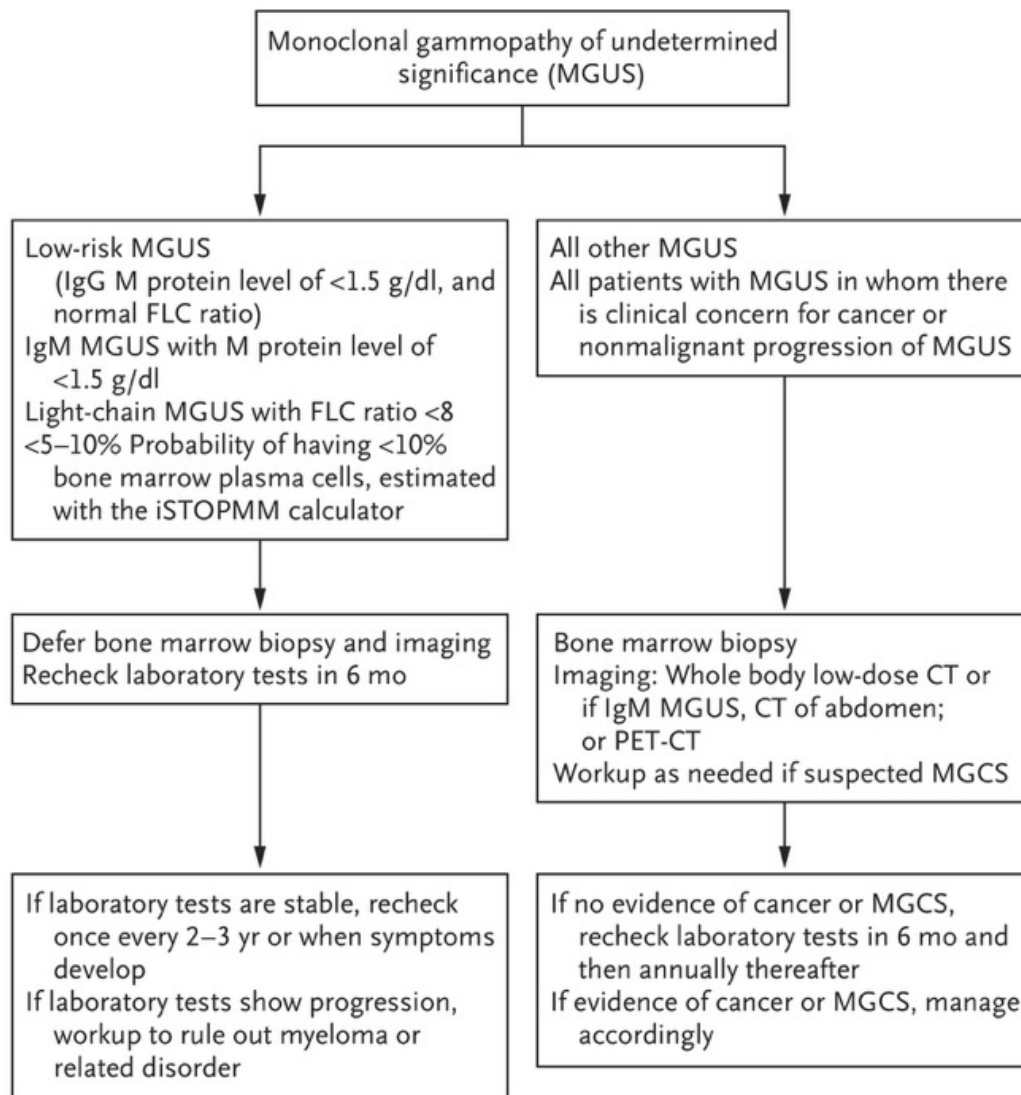 Monoclonal gammopathy of undetermined
significance (MGUS)
Low-risk MGUS
(IgG M protein level of <1.5 g/dl, and
normal FLC ratio)
IgM MGUS with M protein level of
<1.5 g/dl
Light-chain MGUS with FLC ratio <8
<5–10% Probability of having <10%
bone marrow plasma cells, estimated
with the iSTOPMM calculator
All other MGUS
All patients with MGUS in whom there
is clinical concern for cancer or
nonmalignant progression of MGUS
Defer bone marrow biopsy and imaging
Recheck laboratory tests in 6 mo
Bone marrow biopsy
Imaging: Whole body low-dose CT or
if IgM MGUS, CT of abdomen;
or PET-CT
Workup as needed if suspected MGCS
If laboratory tests are stable, recheck
once every 2–3 yr or when symptoms
develop
If laboratory tests show progression,
workup to rule out myeloma or
related disorder
If no evidence of cancer or MGCS,
recheck laboratory tests in 6 mo and
then annually thereafter
If evidence of cancer or MGCS, manage
accordingly